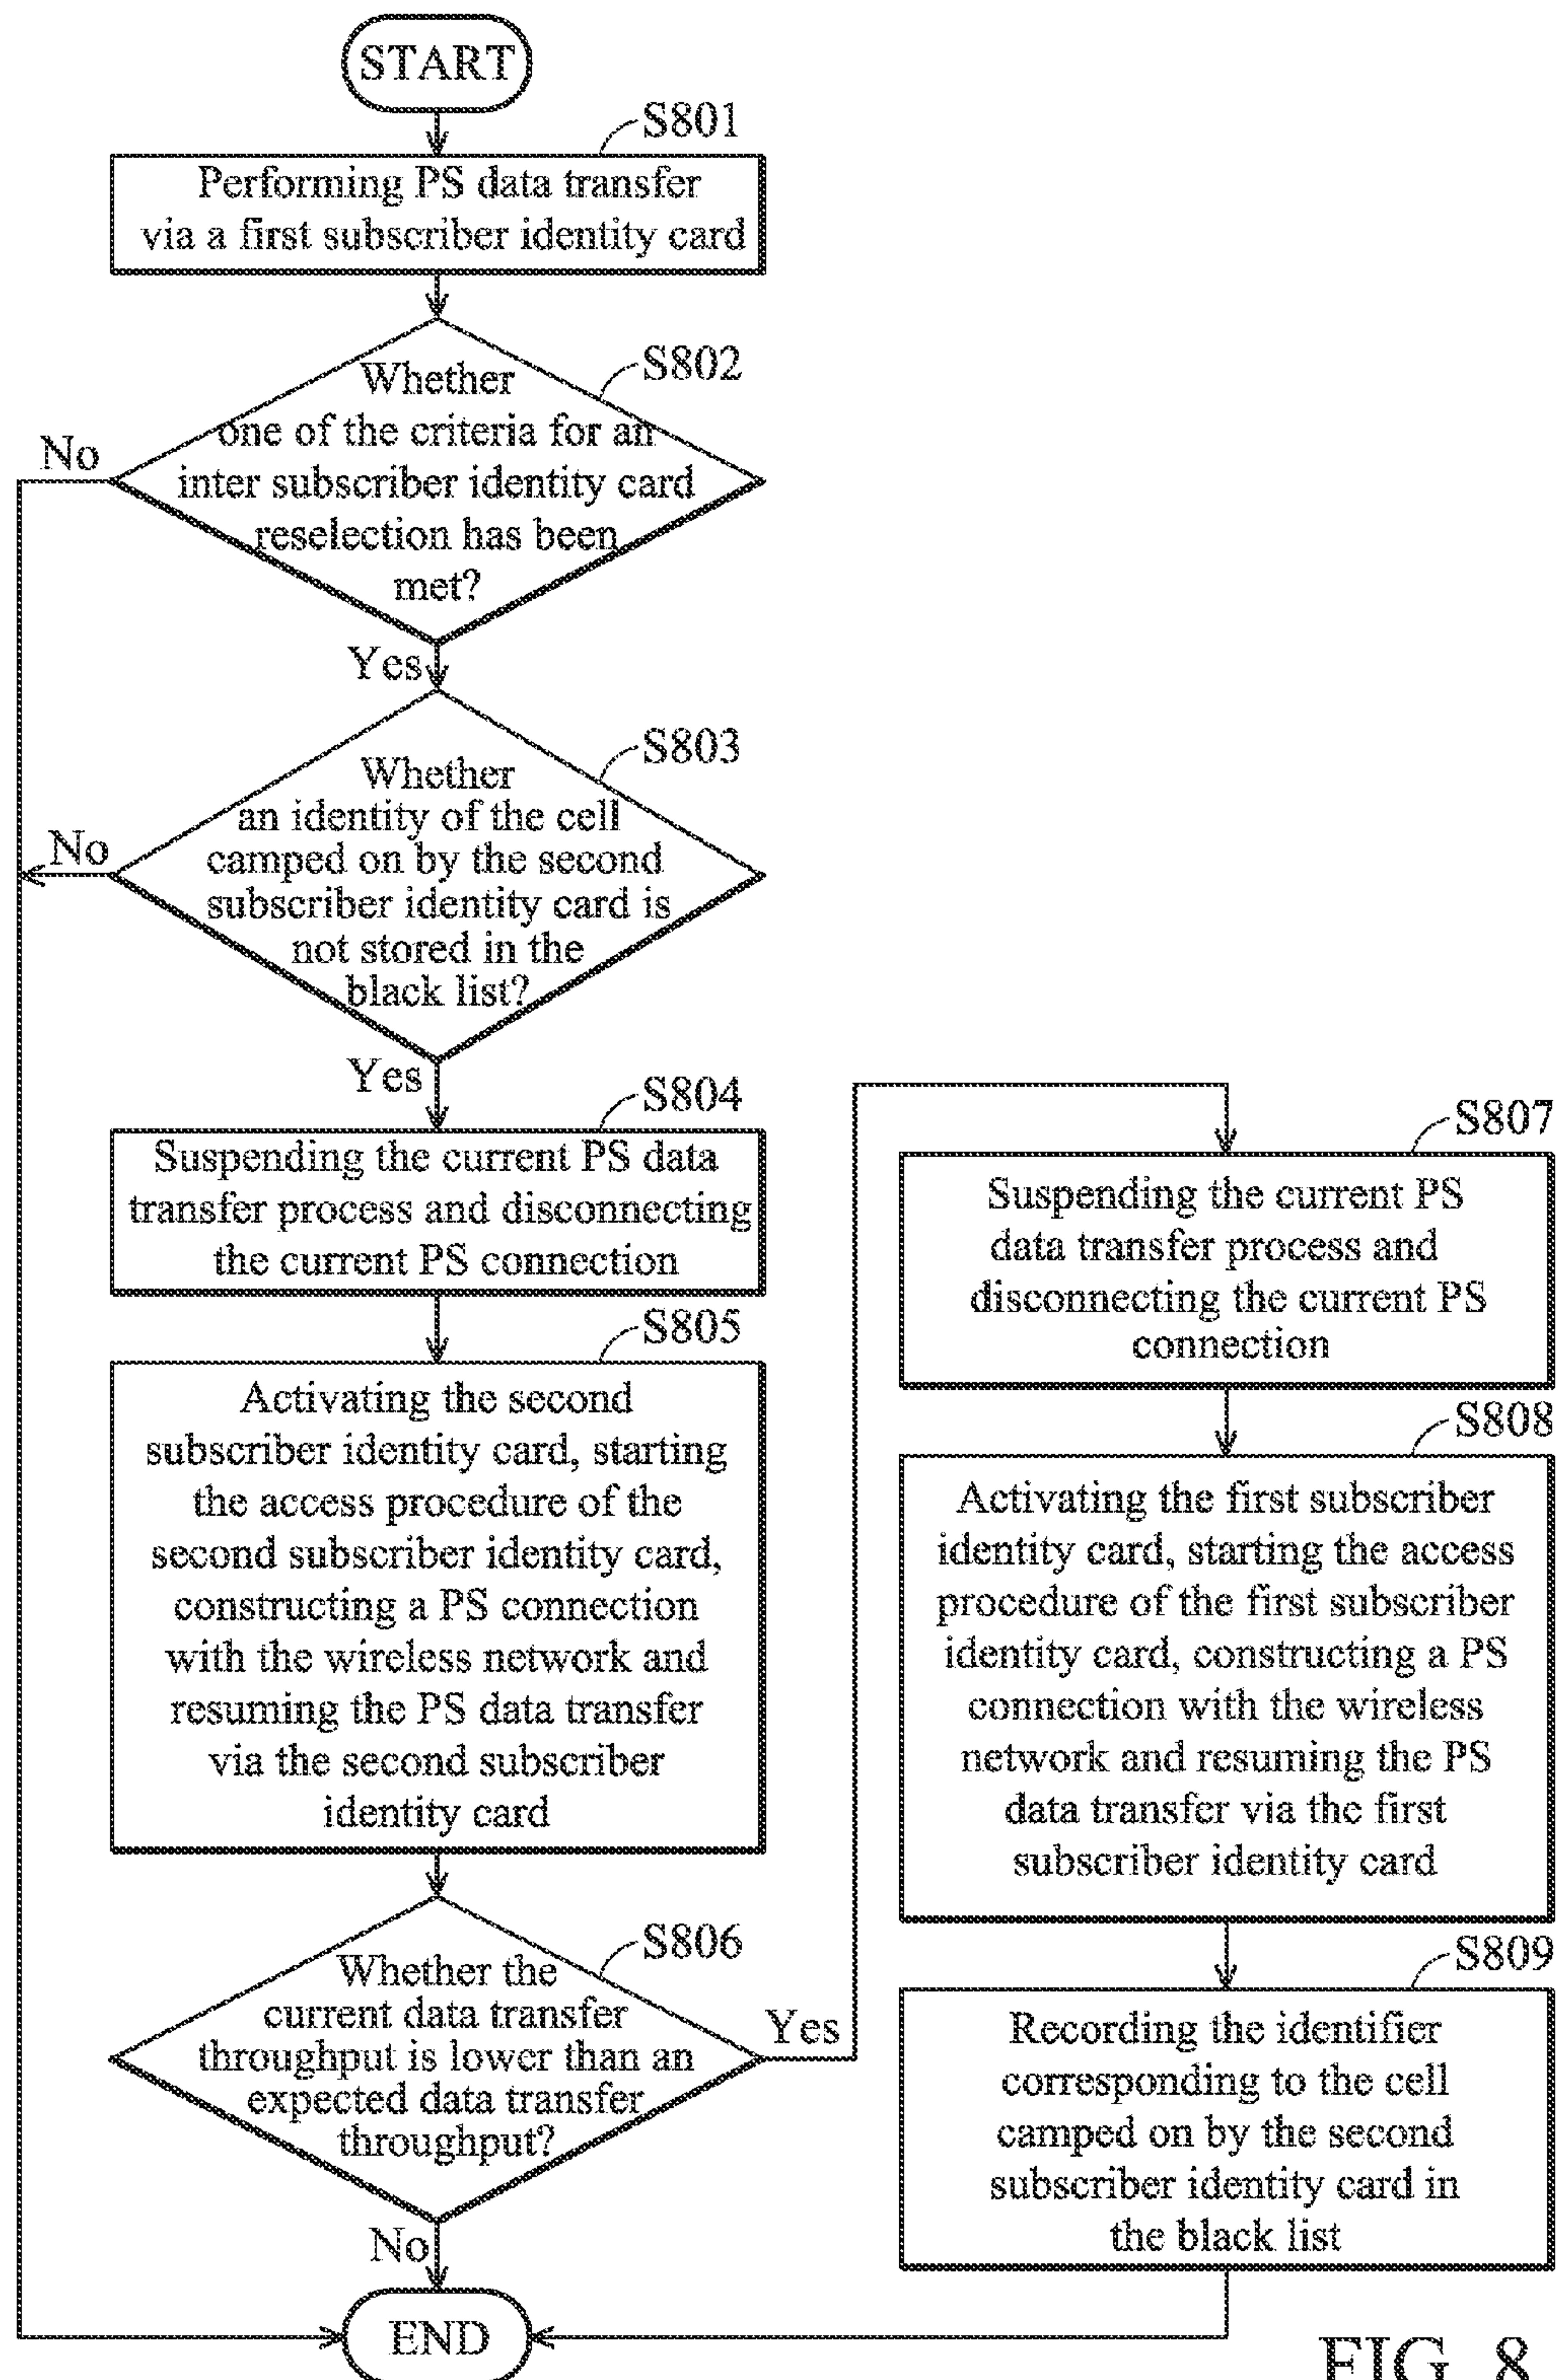 START
S801
Performing PS data transfer
via a first subscriber identity card
S802
Whether
one of the criteria for an
inter subscriber identity card
reselection has been
met?
No
Yes
S803
Whether
an identity of the cell
camped on by the second
subscriber identity card is
not stored in the
black list?
No
Yes
S804
Suspending the current PS data
transfer process and disconnecting
the current PS connection
S805
Activating the second
subscriber identity card, starting
the access procedure of the
second subscriber identity card,
constructing a PS connection
with the wireless network and
resuming the PS data transfer
via the second subscriber
identity card
S806
Whether the
current data transfer
throughput is lower than an
expected data transfer
throughput?
Yes
No
S807
Suspending the current PS
data transfer process and
disconnecting the current PS
connection
S808
Activating the first subscriber
identity card, starting the access
procedure of the first subscriber
identity card, constructing a PS
connection with the wireless
network and resuming the PS
data transfer via the first
subscriber identity card
S809
Recording the identifier
corresponding to the cell
camped on by the second
subscriber identity card in
the black list
END
FIG. 8